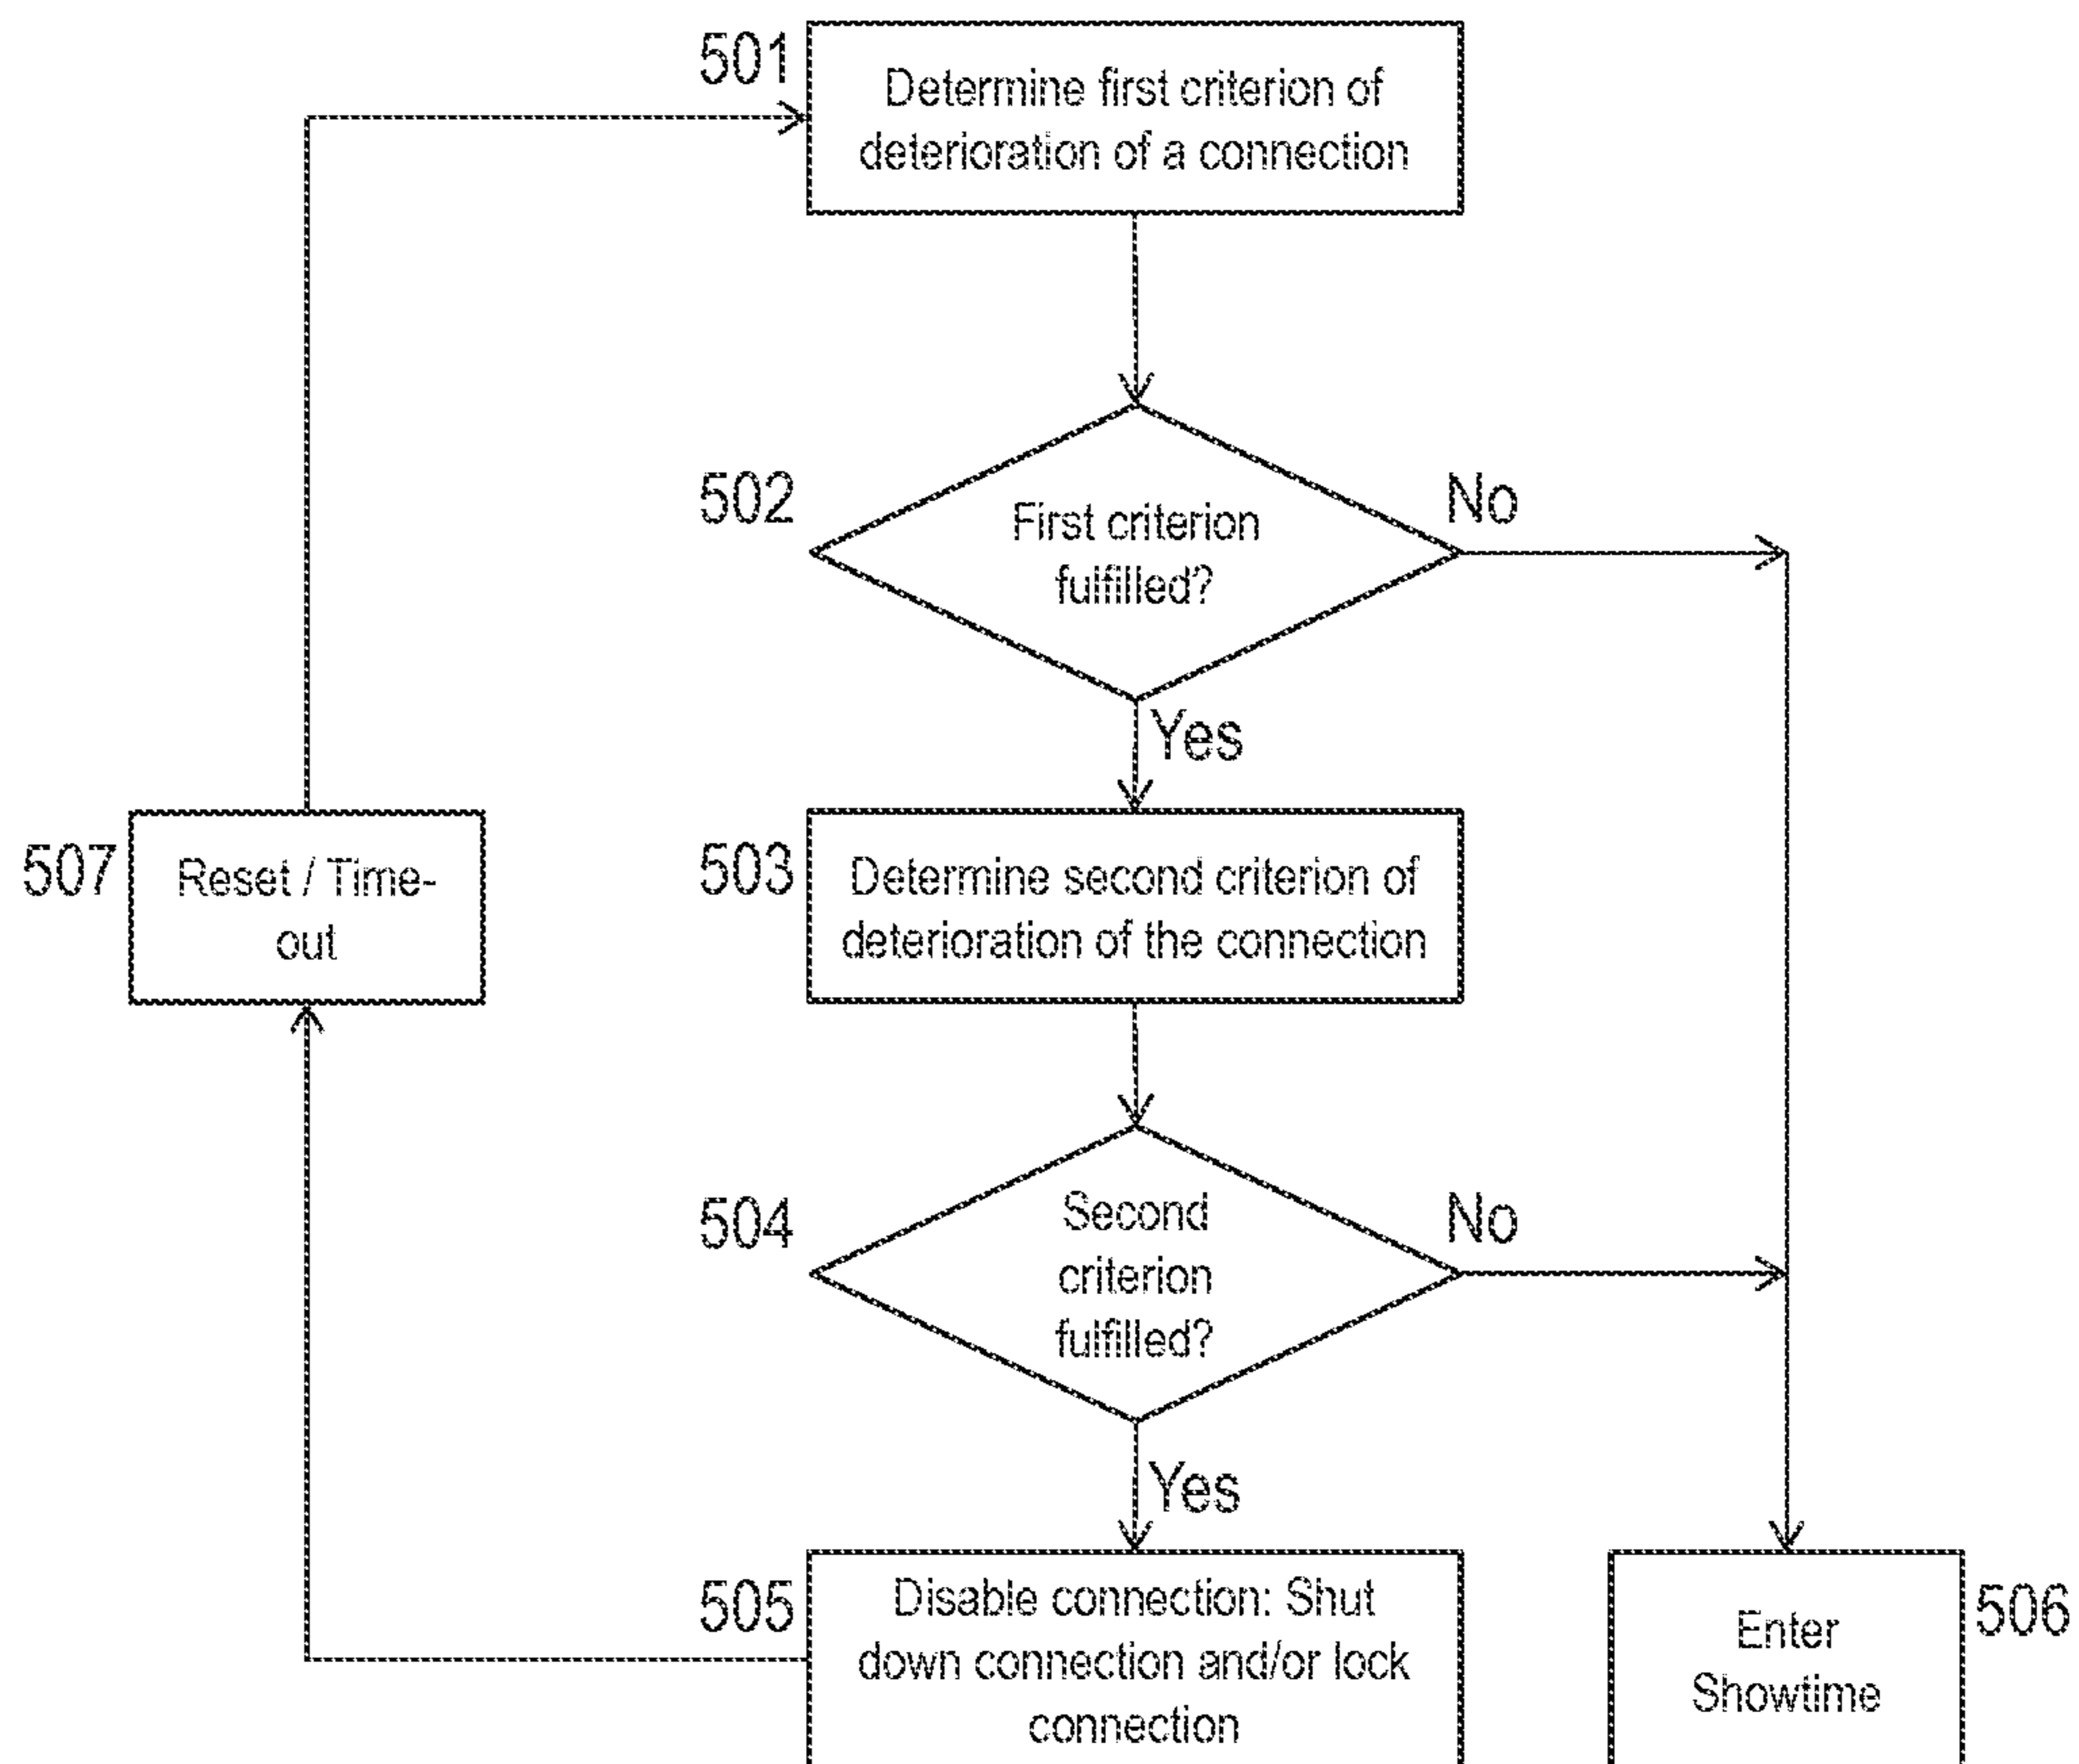 501
Determine first criterion of
deterioration of a connection
502
First criterion
fulfilled?
No
Yes
507
Reset / Time-
out
503
Determine second criterion of
deterioration of the connection
504
Second
criterion
fulfilled?
No
Yes
505
Disable connection: Shut
down connection and/or lock
connection
Enter
Showtime
506